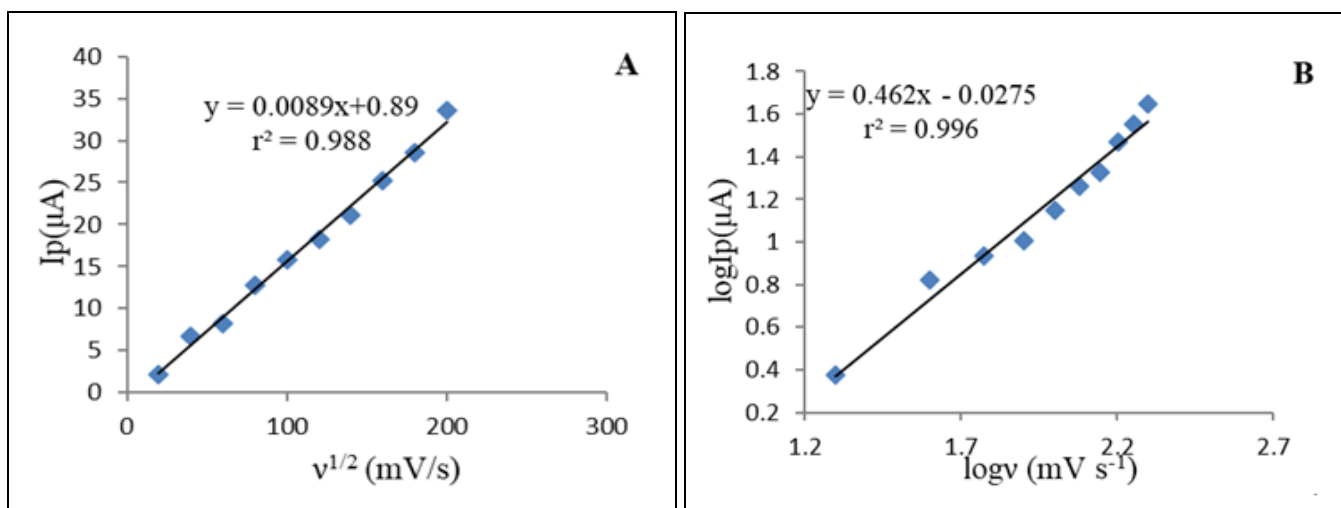 A
y = 0.0089x+0.89
r² = 0.988
40
35
30
25
20
15
10
5
0
Ip(μA)
0 100 200 300
ν1/2 (mV/s)
B
y = 0.462x - 0.0275
r² = 0.996
1.8
1.6
1.4
1.2
1
0.8
0.6
0.4
0.2
logIp(μA)
1.2 1.7 2.2 2.7
logν (mV s-1)